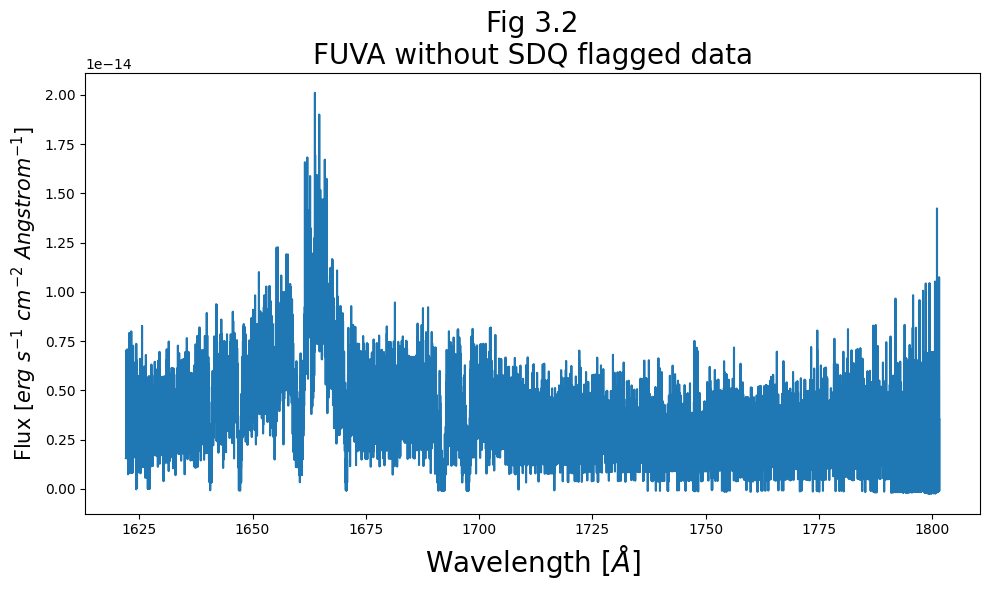 Fig 3.2
FUVA without SDQ flagged data
1e−14
2.00
1.75
1.50
1.25
1.00
0.75
0.50
0.25
0.00
Flux [erg s⁻¹ cm⁻² Angstrom⁻¹]
1625 1650 1675 1700 1725 1750 1775 1800
Wavelength [Å]